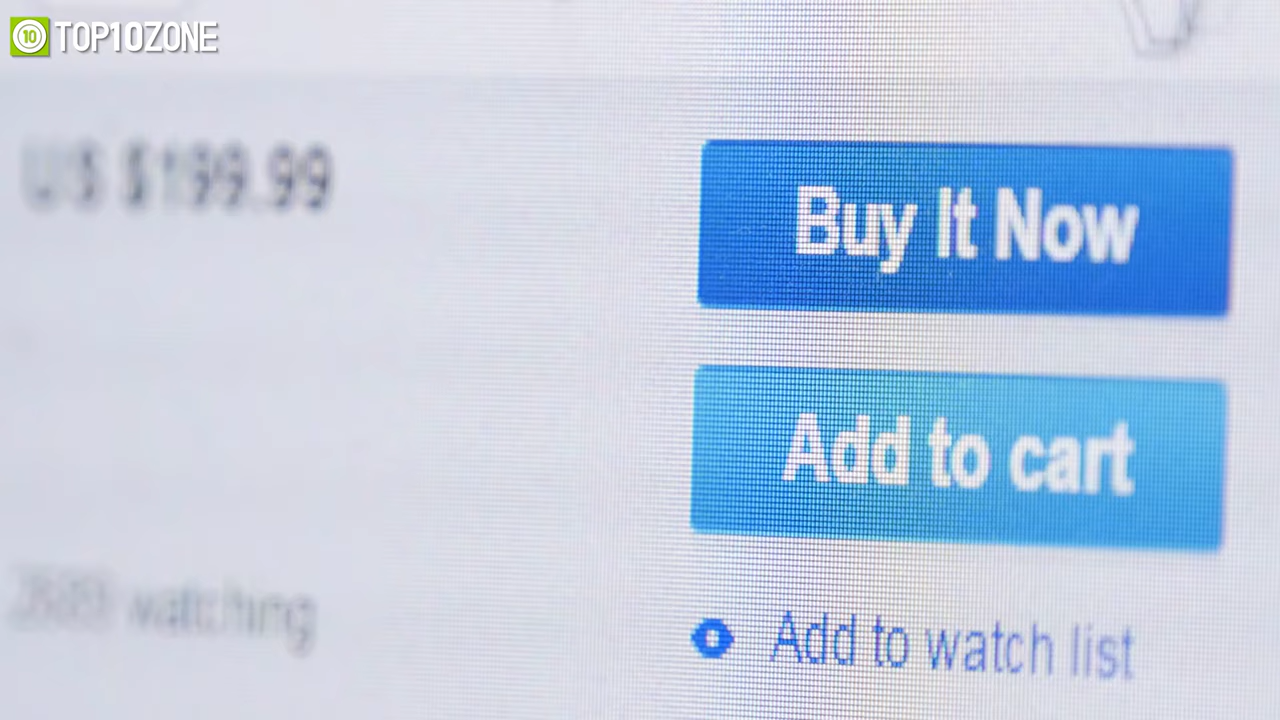 TOP10ZONE
US $199.99
Buy It Now
Add to cart
watching
Add to watch list